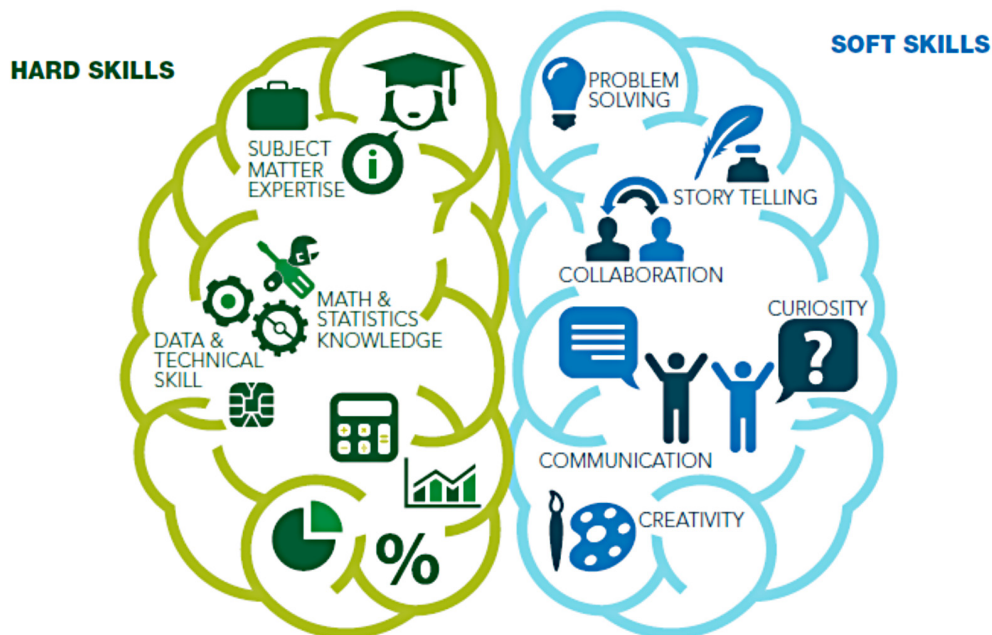 HARD SKILLS
SUBJECT
MATTER
EXPERTISE
i
MATH &
STATISTICS
KNOWLEDGE
DATA &
TECHNICAL
SKILL
%
SOFT SKILLS
PROBLEM
SOLVING
STORY TELLING
COLLABORATION
CURIOSITY
?
COMMUNICATION
CREATIVITY